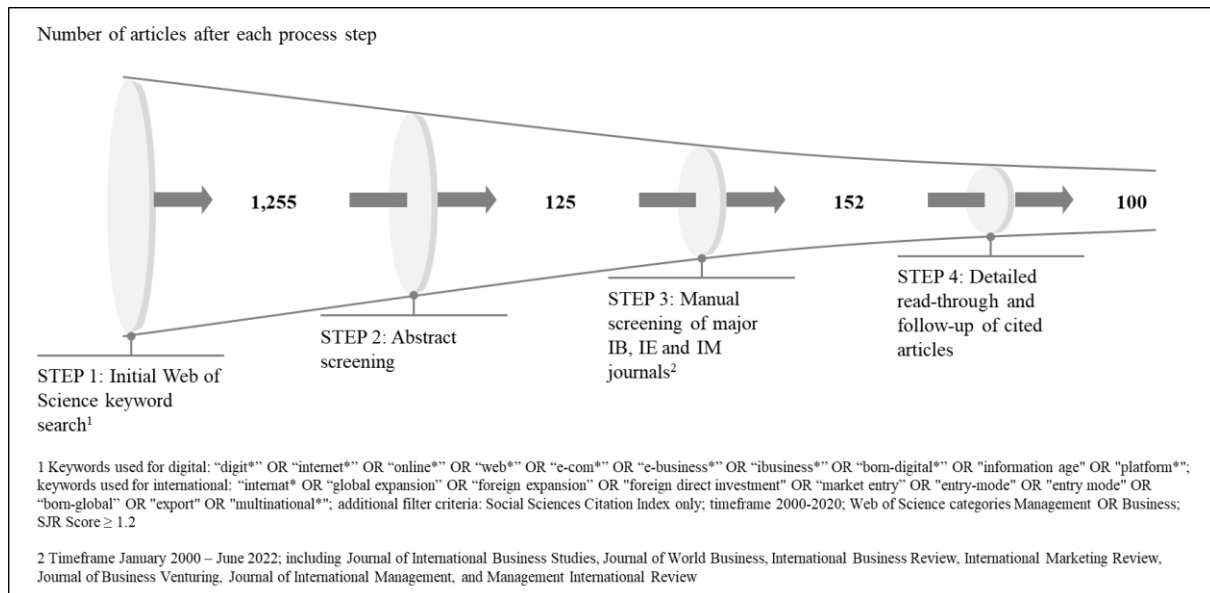 Number of articles after each process step
1,255
125
152
100
STEP 1: Initial Web of
Science keyword
search¹
STEP 2: Abstract
screening
STEP 3: Manual
screening of major
IB, IE and IM
journals²
STEP 4: Detailed
read-through and
follow-up of cited
articles
1 Keywords used for digital: “digit*” OR “internet*” OR “online*” OR “web*” OR “e-com*” OR “e-business*” OR “ibusiness*” OR “born-digital*” OR "information age" OR "platform*";
keywords used for international: “internat* OR “global expansion” OR “foreign expansion” OR "foreign direct investment" OR “market entry” OR "entry-mode" OR "entry mode" OR
“born-global” OR "export" OR "multinational*"; additional filter criteria: Social Sciences Citation Index only; timeframe 2000-2020; Web of Science categories Management OR Business;
SJR Score ≥ 1.2
2 Timeframe January 2000 – June 2022; including Journal of International Business Studies, Journal of World Business, International Business Review, International Marketing Review,
Journal of Business Venturing, Journal of International Management, and Management International Review